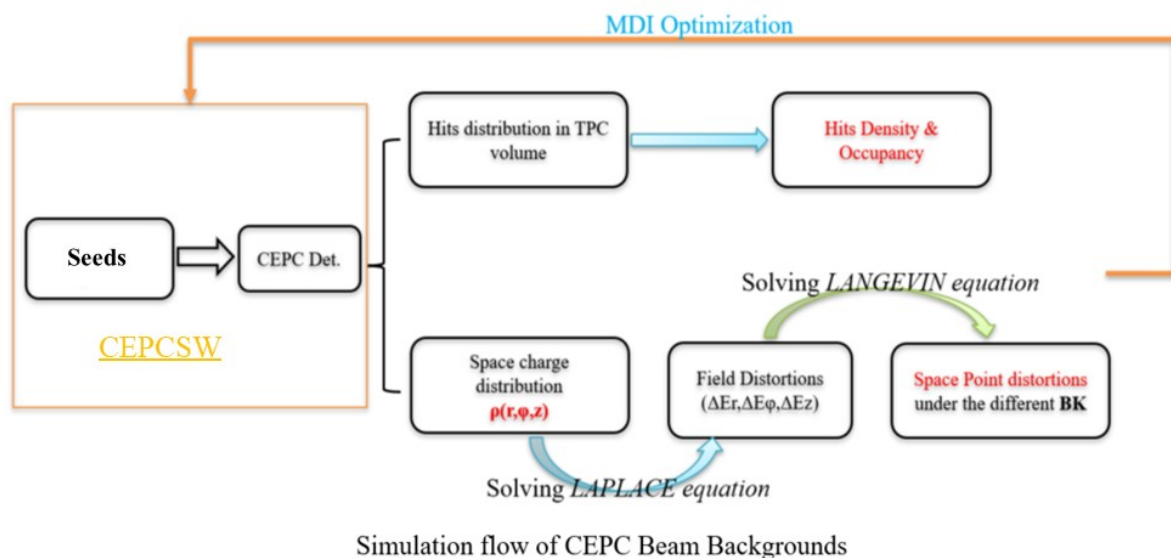 MDI Optimization
Hits distribution in TPC
volume
Hits Density &
Occupancy
Seeds
CEPC Det.
CEPCSW
Solving LANGEVIN equation
Space charge
distribution
ρ(r,φ,z)
Field Distortions
(ΔEr,ΔEφ,ΔEz)
Space Point distortions
under the different BK
Solving LAPLACE equation
Simulation flow of CEPC Beam Backgrounds